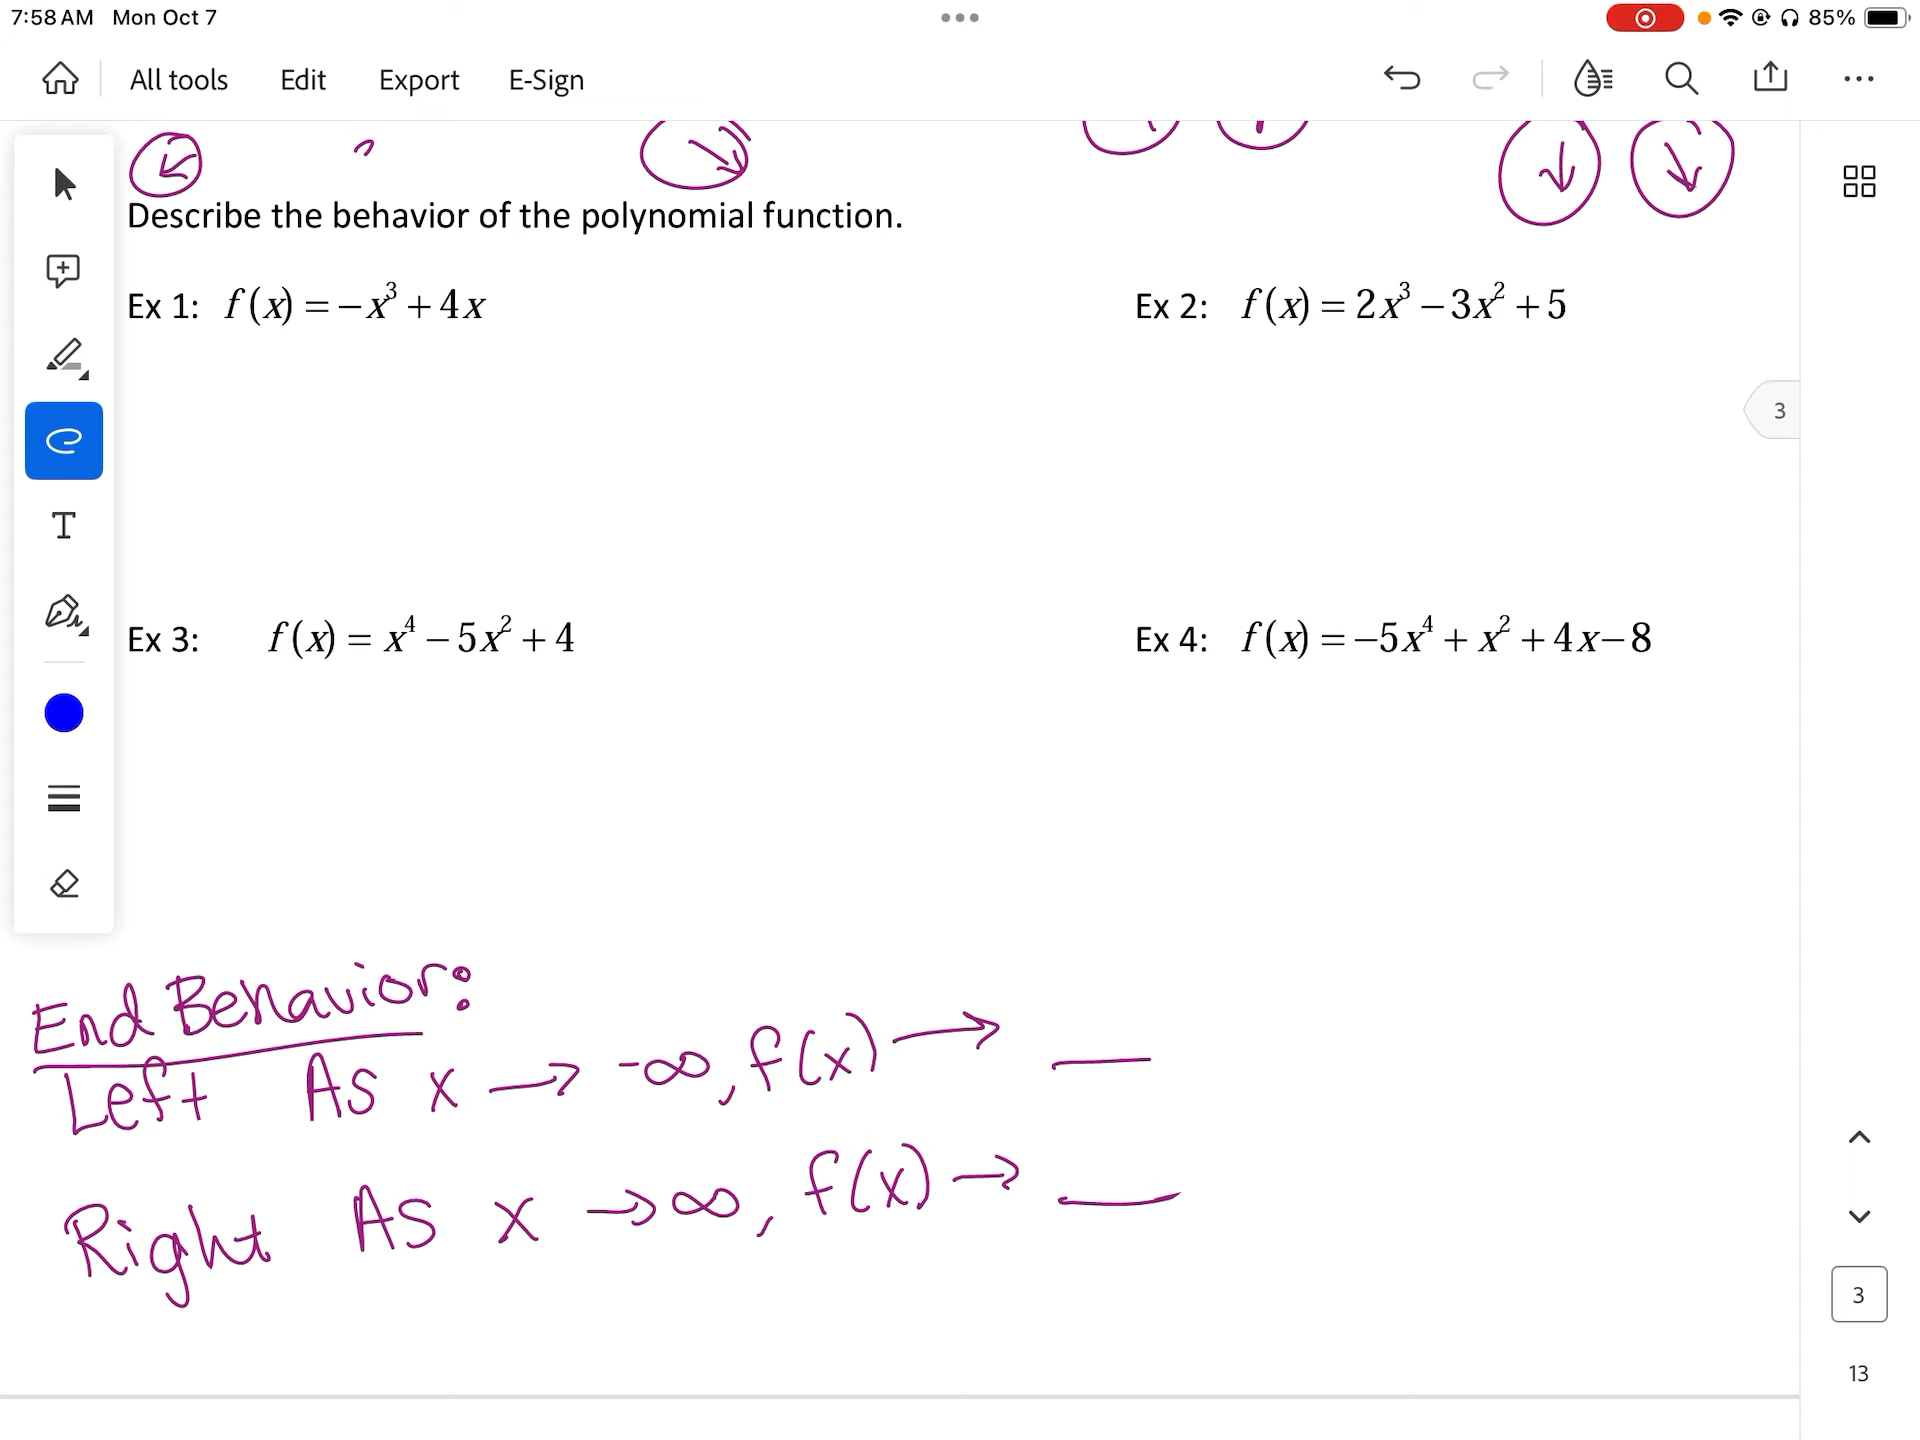 7:58 AM Mon Oct 7 85%
All tools Edit Export E-Sign
Describe the behavior of the polynomial function.
Ex 1: f(x) = −x³ + 4x
Ex 2: f(x) = 2x³ − 3x² + 5
3
T
Ex 3: f(x) = x⁴ − 5x² + 4
Ex 4: f(x) = −5x⁴ + x² + 4x − 8
End Behavior:
Left As x → -∞, f(x) → __
Right As x → ∞, f(x) → __
3
13